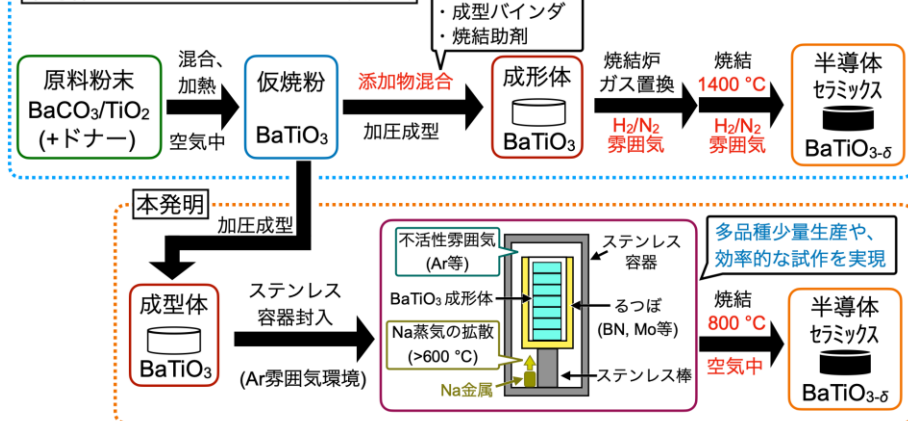 ・成型バインダ
・焼結助剤
原料粉末
BaCO₃/TiO₂
(+ドナー)
混合、
加熱
空気中
仮焼粉
BaTiO₃
添加物混合
加圧成型
成形体
BaTiO₃
焼結炉
ガス置換
H₂/N₂
雰囲気
焼結
1400 °C
H₂/N₂
雰囲気
半導体
セラミックス
BaTiO₃₋δ
本発明
加圧成型
成型体
BaTiO₃
ステンレス
容器封入
(Ar雰囲気環境)
不活性雰囲気
(Ar等)
BaTiO₃成形体
Na蒸気の拡散
(>600 °C)
Na金属
ステンレス
容器
るつぼ
(BN, Mo等)
ステンレス棒
多品種少量生産や、
効率的な試作を実現
焼結
800 °C
空気中
半導体
セラミックス
BaTiO₃₋δ